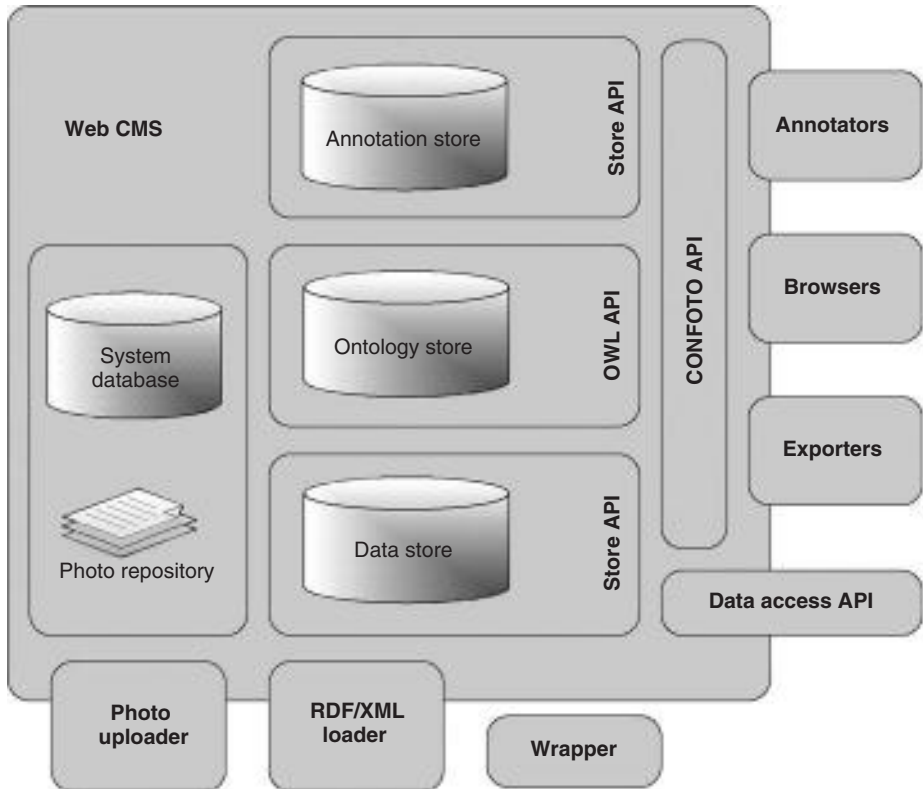 Web CMS
Annotation store
Store API
System
database
Photo repository
Ontology store
OWL API
Data store
Store API
CONFOTO API
Annotators
Browsers
Exporters
Data access API
Photo
uploader
RDF/XML
loader
Wrapper